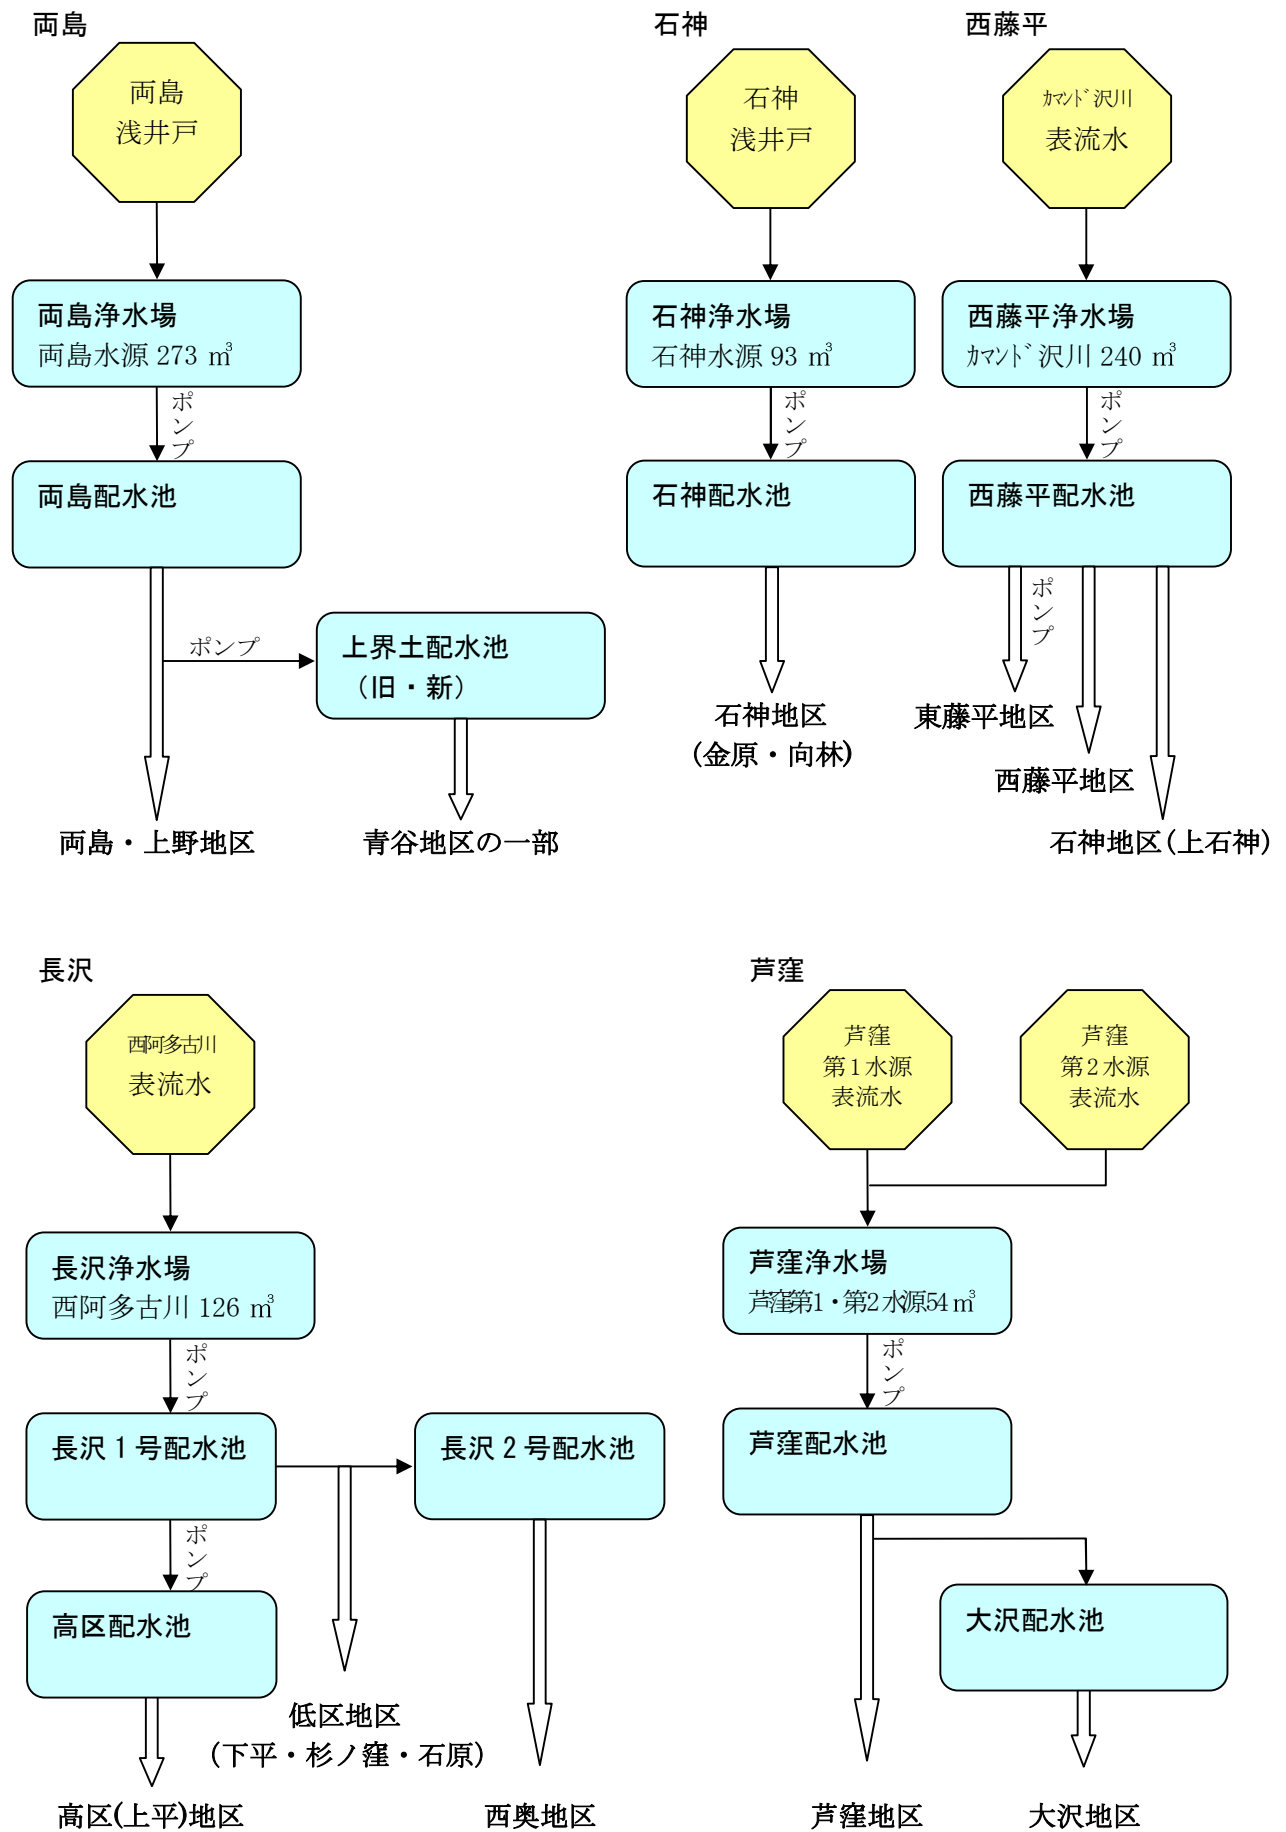 両島
両島
浅井戸
両島浄水場
両島水源 273 ㎥
ポンプ
両島配水池
ポンプ
上界土配水池
（旧・新）
両島・上野地区
青谷地区の一部
石神
石神
浅井戸
石神浄水場
石神水源 93 ㎥
ポンプ
石神配水池
石神地区
(金原・向林)
西藤平
ｶﾏﾝﾄﾞ沢川
表流水
西藤平浄水場
ｶﾏﾝﾄﾞ沢川 240 ㎥
ポンプ
西藤平配水池
ポンプ
東藤平地区
西藤平地区
石神地区(上石神)
長沢
西阿多古川
表流水
長沢浄水場
西阿多古川 126 ㎥
ポンプ
長沢１号配水池
長沢２号配水池
ポンプ
高区配水池
低区地区
(下平・杉ノ窪・石原)
高区(上平)地区
西奥地区
芦窪
芦窪
第１水源
表流水
芦窪
第２水源
表流水
芦窪浄水場
芦窪第1・第2水源54㎥
ポンプ
芦窪配水池
大沢配水池
芦窪地区
大沢地区